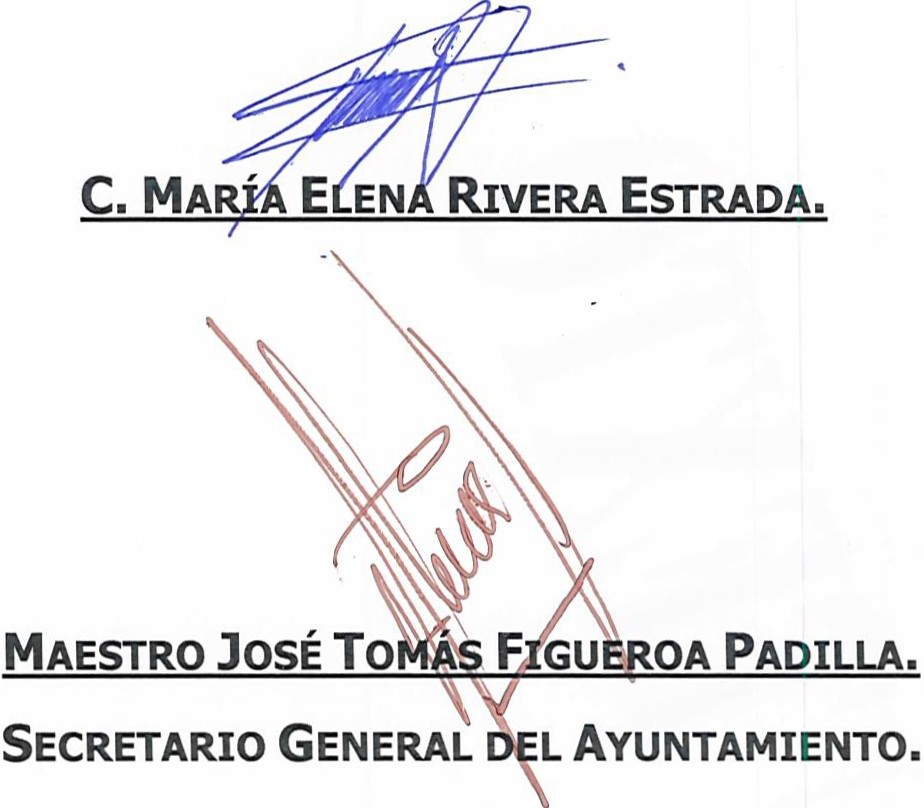 C. MARÍA ELENA RIVERA ESTRADA.
MAESTRO JOSÉ TOMÁS FIGUEROA PADILLA.
SECRETARIO GENERAL DEL AYUNTAMIENTO.